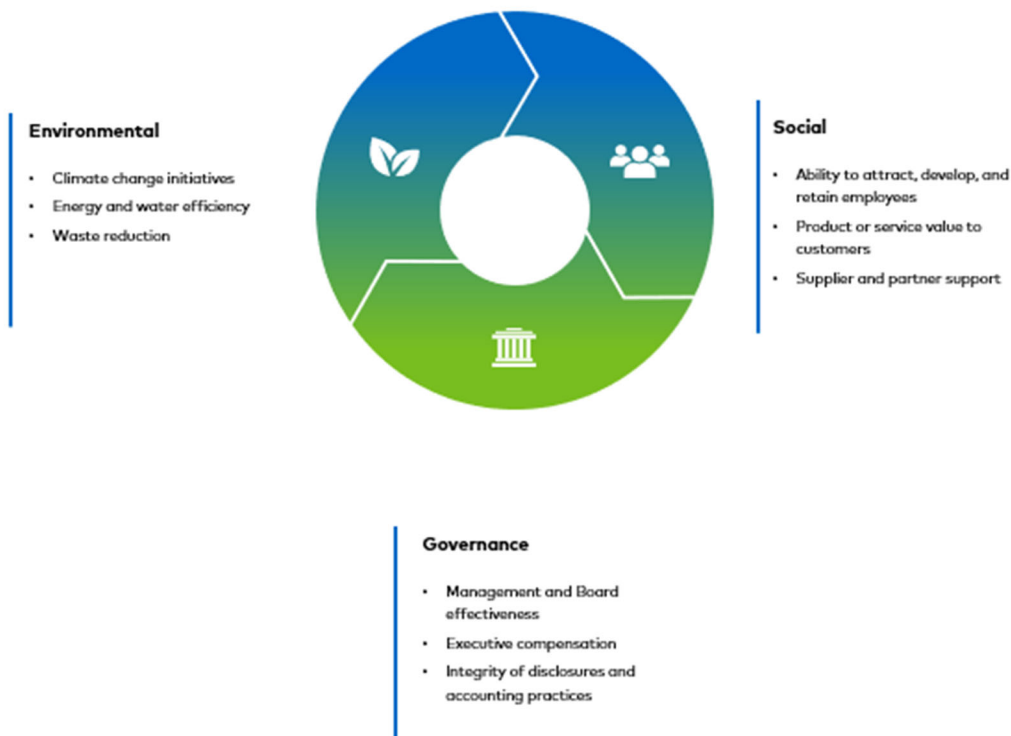 Environmental
• Climate change initiatives
• Energy and water efficiency
• Waste reduction
Social
• Ability to attract, develop, and
retain employees
• Product or service value to
customers
• Supplier and partner support
Governance
• Management and Board
effectiveness
• Executive compensation
• Integrity of disclosures and
accounting practices